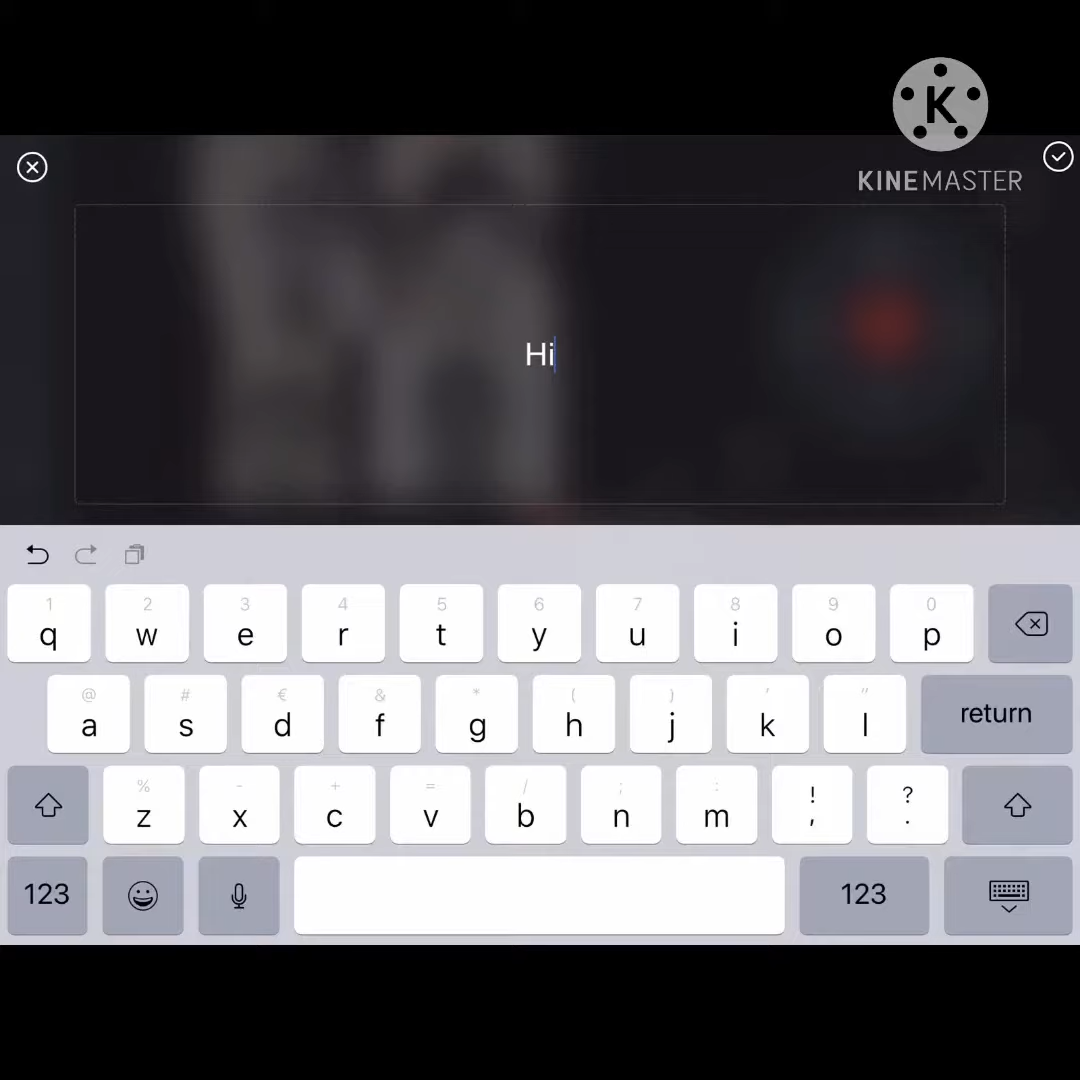 K
KINEMASTER
Hi
1 2 3 4 5 6 7 8 9 0
q w e r t y u i o p
@ # € & * ( ) ' "
a s d f g h j k l return
% - + = / ; : ! ?
z x c v b n m , .
123 123